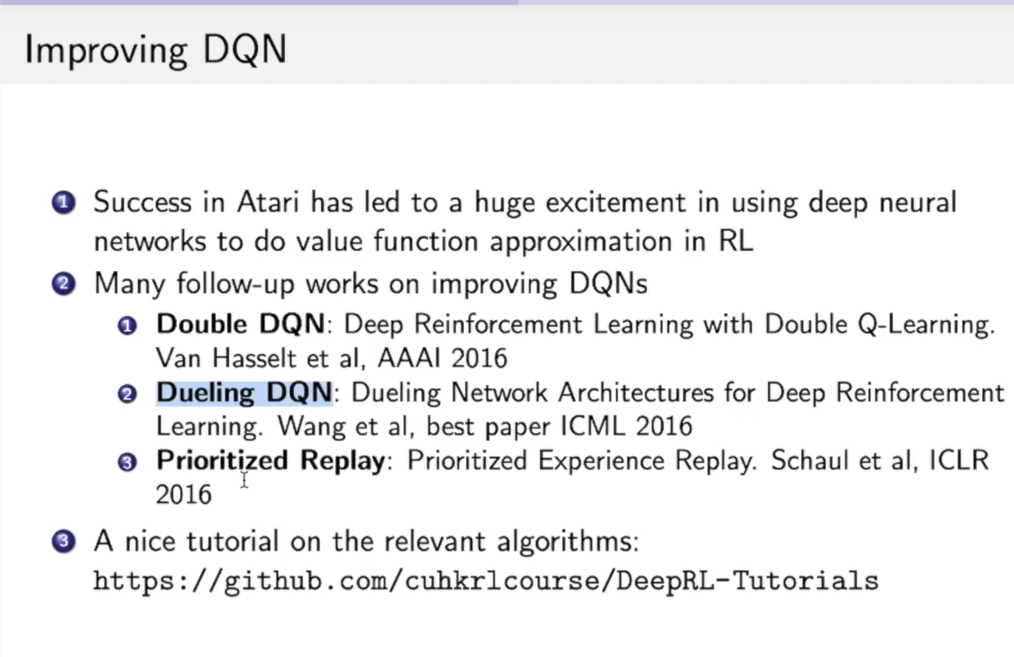 Improving DQN
1 Success in Atari has led to a huge excitement in using deep neural
networks to do value function approximation in RL
2 Many follow-up works on improving DQNs
1 Double DQN: Deep Reinforcement Learning with Double Q-Learning.
Van Hasselt et al, AAAI 2016
2 Dueling DQN: Dueling Network Architectures for Deep Reinforcement
Learning. Wang et al, best paper ICML 2016
3 Prioritized Replay: Prioritized Experience Replay. Schaul et al, ICLR
2016
3 A nice tutorial on the relevant algorithms:
https://github.com/cuhkrlcourse/DeepRL-Tutorials